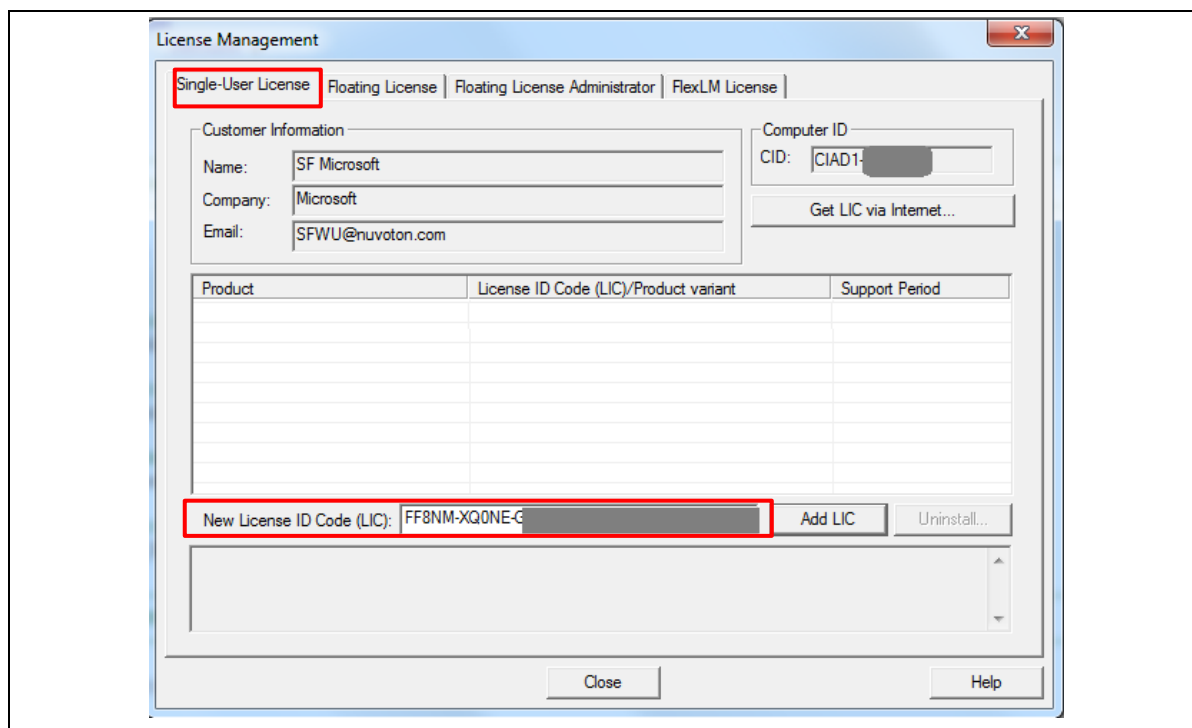 License Management
Single-User License Floating License Floating License Administrator FlexLM License
Customer Information
Name: SF Microsoft
Company: Microsoft
Email: SFWU@nuvoton.com
Computer ID
CID: CIAD1-
Get LIC via Internet...
Product License ID Code (LIC)/Product variant Support Period
New License ID Code (LIC): FF8NM-XQ0NE-G Add LIC Uninstall...
Close Help